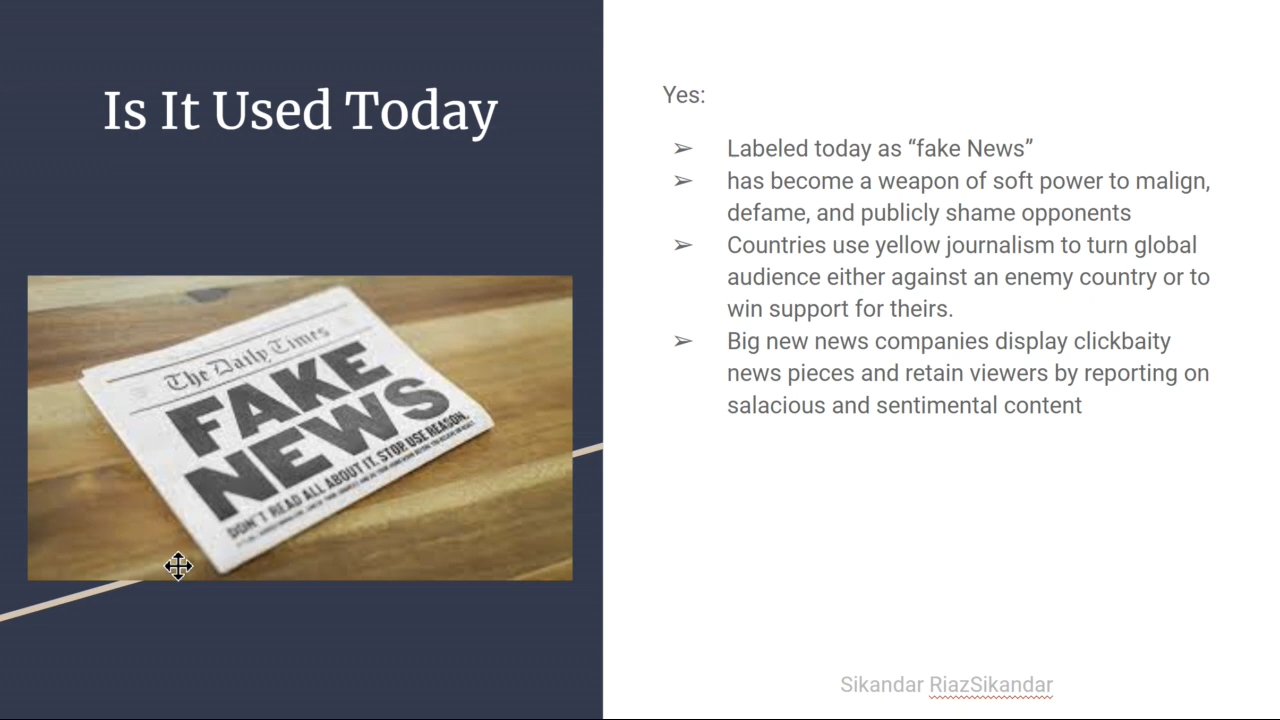 Is It Used Today
The Daily Times
FAKE
NEWS
DON'T READ ALL ABOUT IT. STOP. USE REASON.
Yes:
➢ Labeled today as “fake News”
➢ has become a weapon of soft power to malign,
defame, and publicly shame opponents
➢ Countries use yellow journalism to turn global
audience either against an enemy country or to
win support for theirs.
➢ Big new news companies display clickbaity
news pieces and retain viewers by reporting on
salacious and sentimental content
Sikandar RiazSikandar